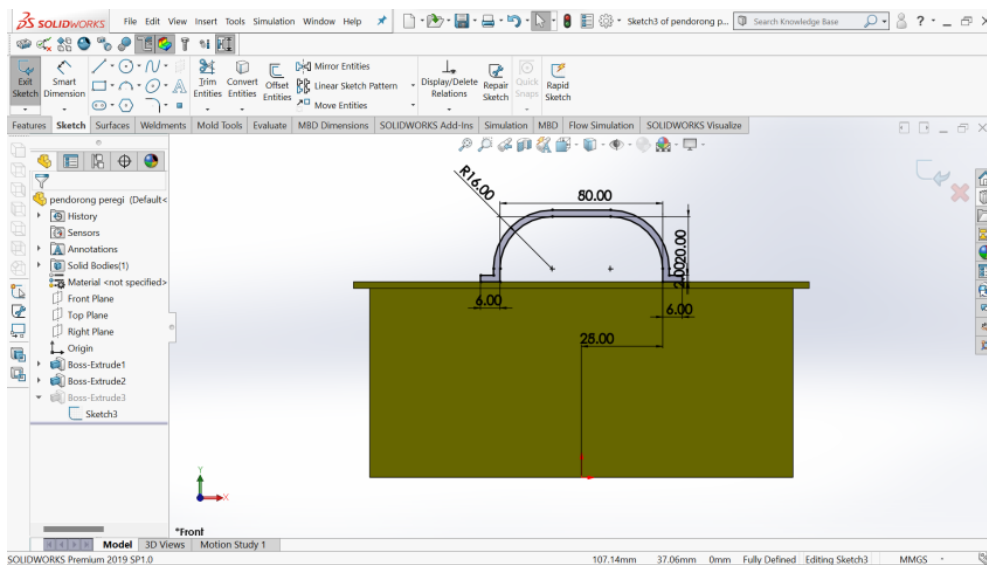 SOLIDWORKS File Edit View Insert Tools Simulation Window Help Sketch3 of pendorong p... Search Knowledge Base ?
Exit Sketch
Smart Dimension
Trim Entities
Convert Entities
Offset Entities
Mirror Entities
Linear Sketch Pattern
Move Entities
Display/Delete Relations
Repair Sketch
Quick Snaps
Rapid Sketch
Features Sketch Surfaces Weldments Mold Tools Evaluate MBD Dimensions SOLIDWORKS Add-Ins Simulation MBD Flow Simulation SOLIDWORKS Visualize
pendorong peregi (Default<
History
Sensors
Annotations
Solid Bodies(1)
Material <not specified>
Front Plane
Top Plane
Right Plane
Origin
Boss-Extrude1
Boss-Extrude2
Boss-Extrude3
Sketch3
R16.00
80.00
20.00
2.00
6.00
6.00
Y
X
*Front
Model 3D Views Motion Study 1
SOLIDWORKS Premium 2019 SP1.0 107.14mm 37.06mm 0mm Fully Defined Editing Sketch3 MMGS